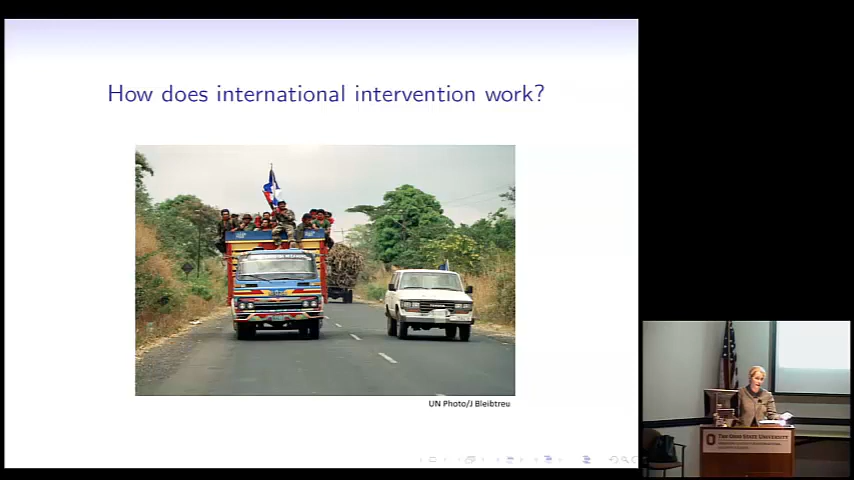 How does international intervention work?
UN Photo/J Bleibtreu
THE OHIO STATE UNIVERSITY